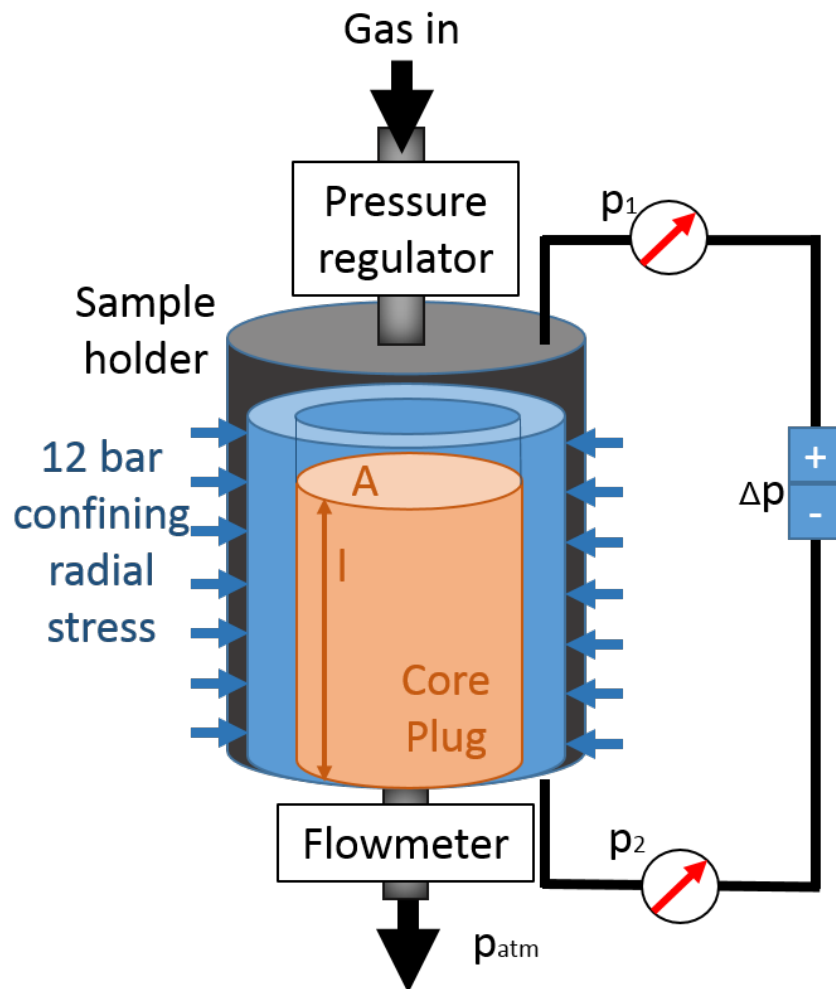 Gas in
Pressure
regulator
p1
Sample
holder
12 bar
confining
radial
stress
A
l
Core
Plug
Δp
+
-
Flowmeter
p2
patm